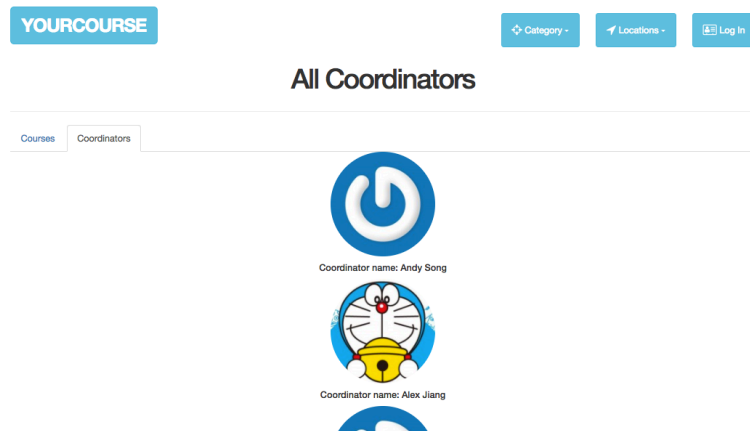 YOURCOURSE
Category
Locations
Log In
All Coordinators
Courses
Coordinators
Coordinator name: Andy Song
Coordinator name: Alex Jiang